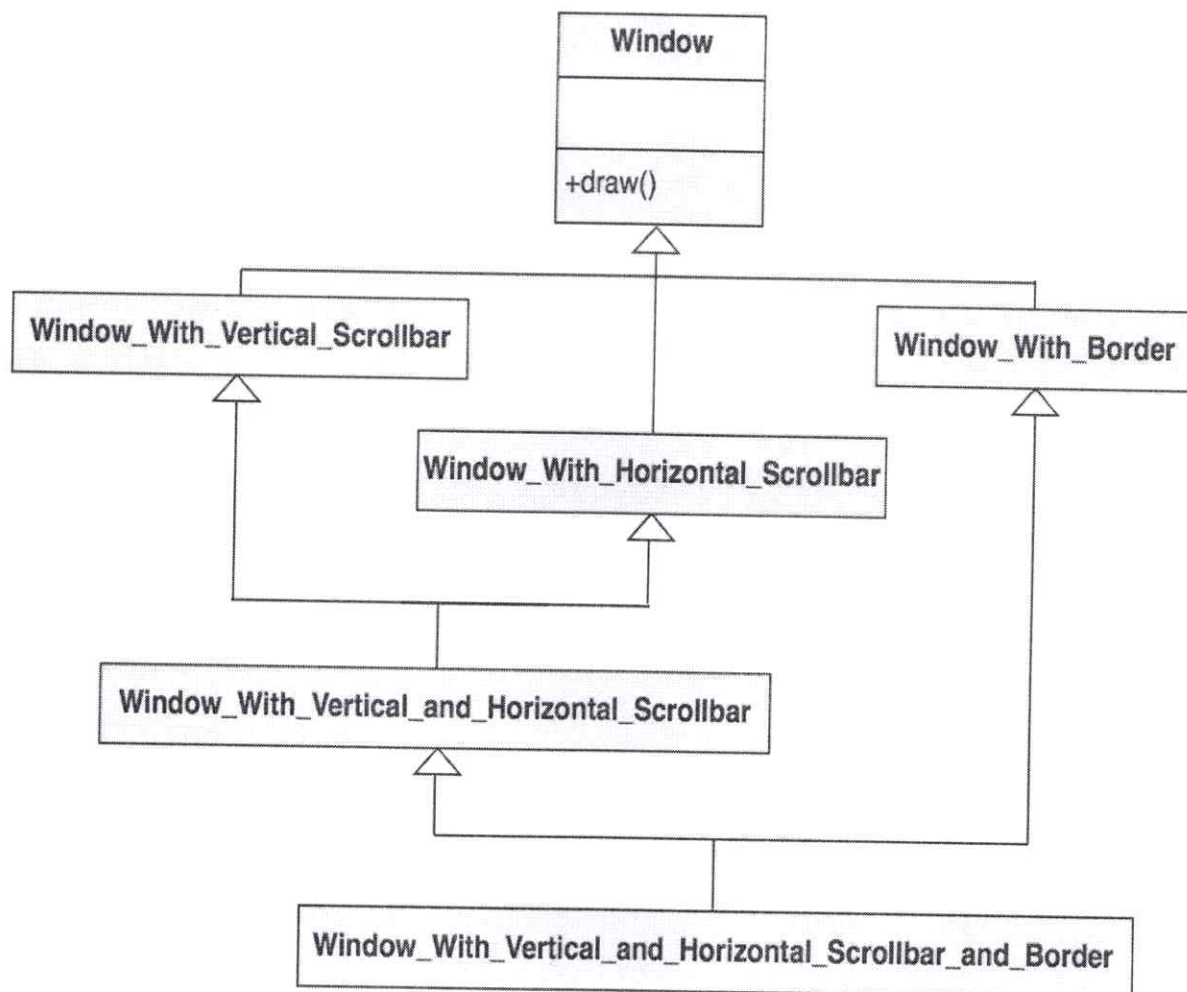 Window
+draw()
Window_With_Vertical_Scrollbar
Window_With_Border
Window_With_Horizontal_Scrollbar
Window_With_Vertical_and_Horizontal_Scrollbar
Window_With_Vertical_and_Horizontal_Scrollbar_and_Border